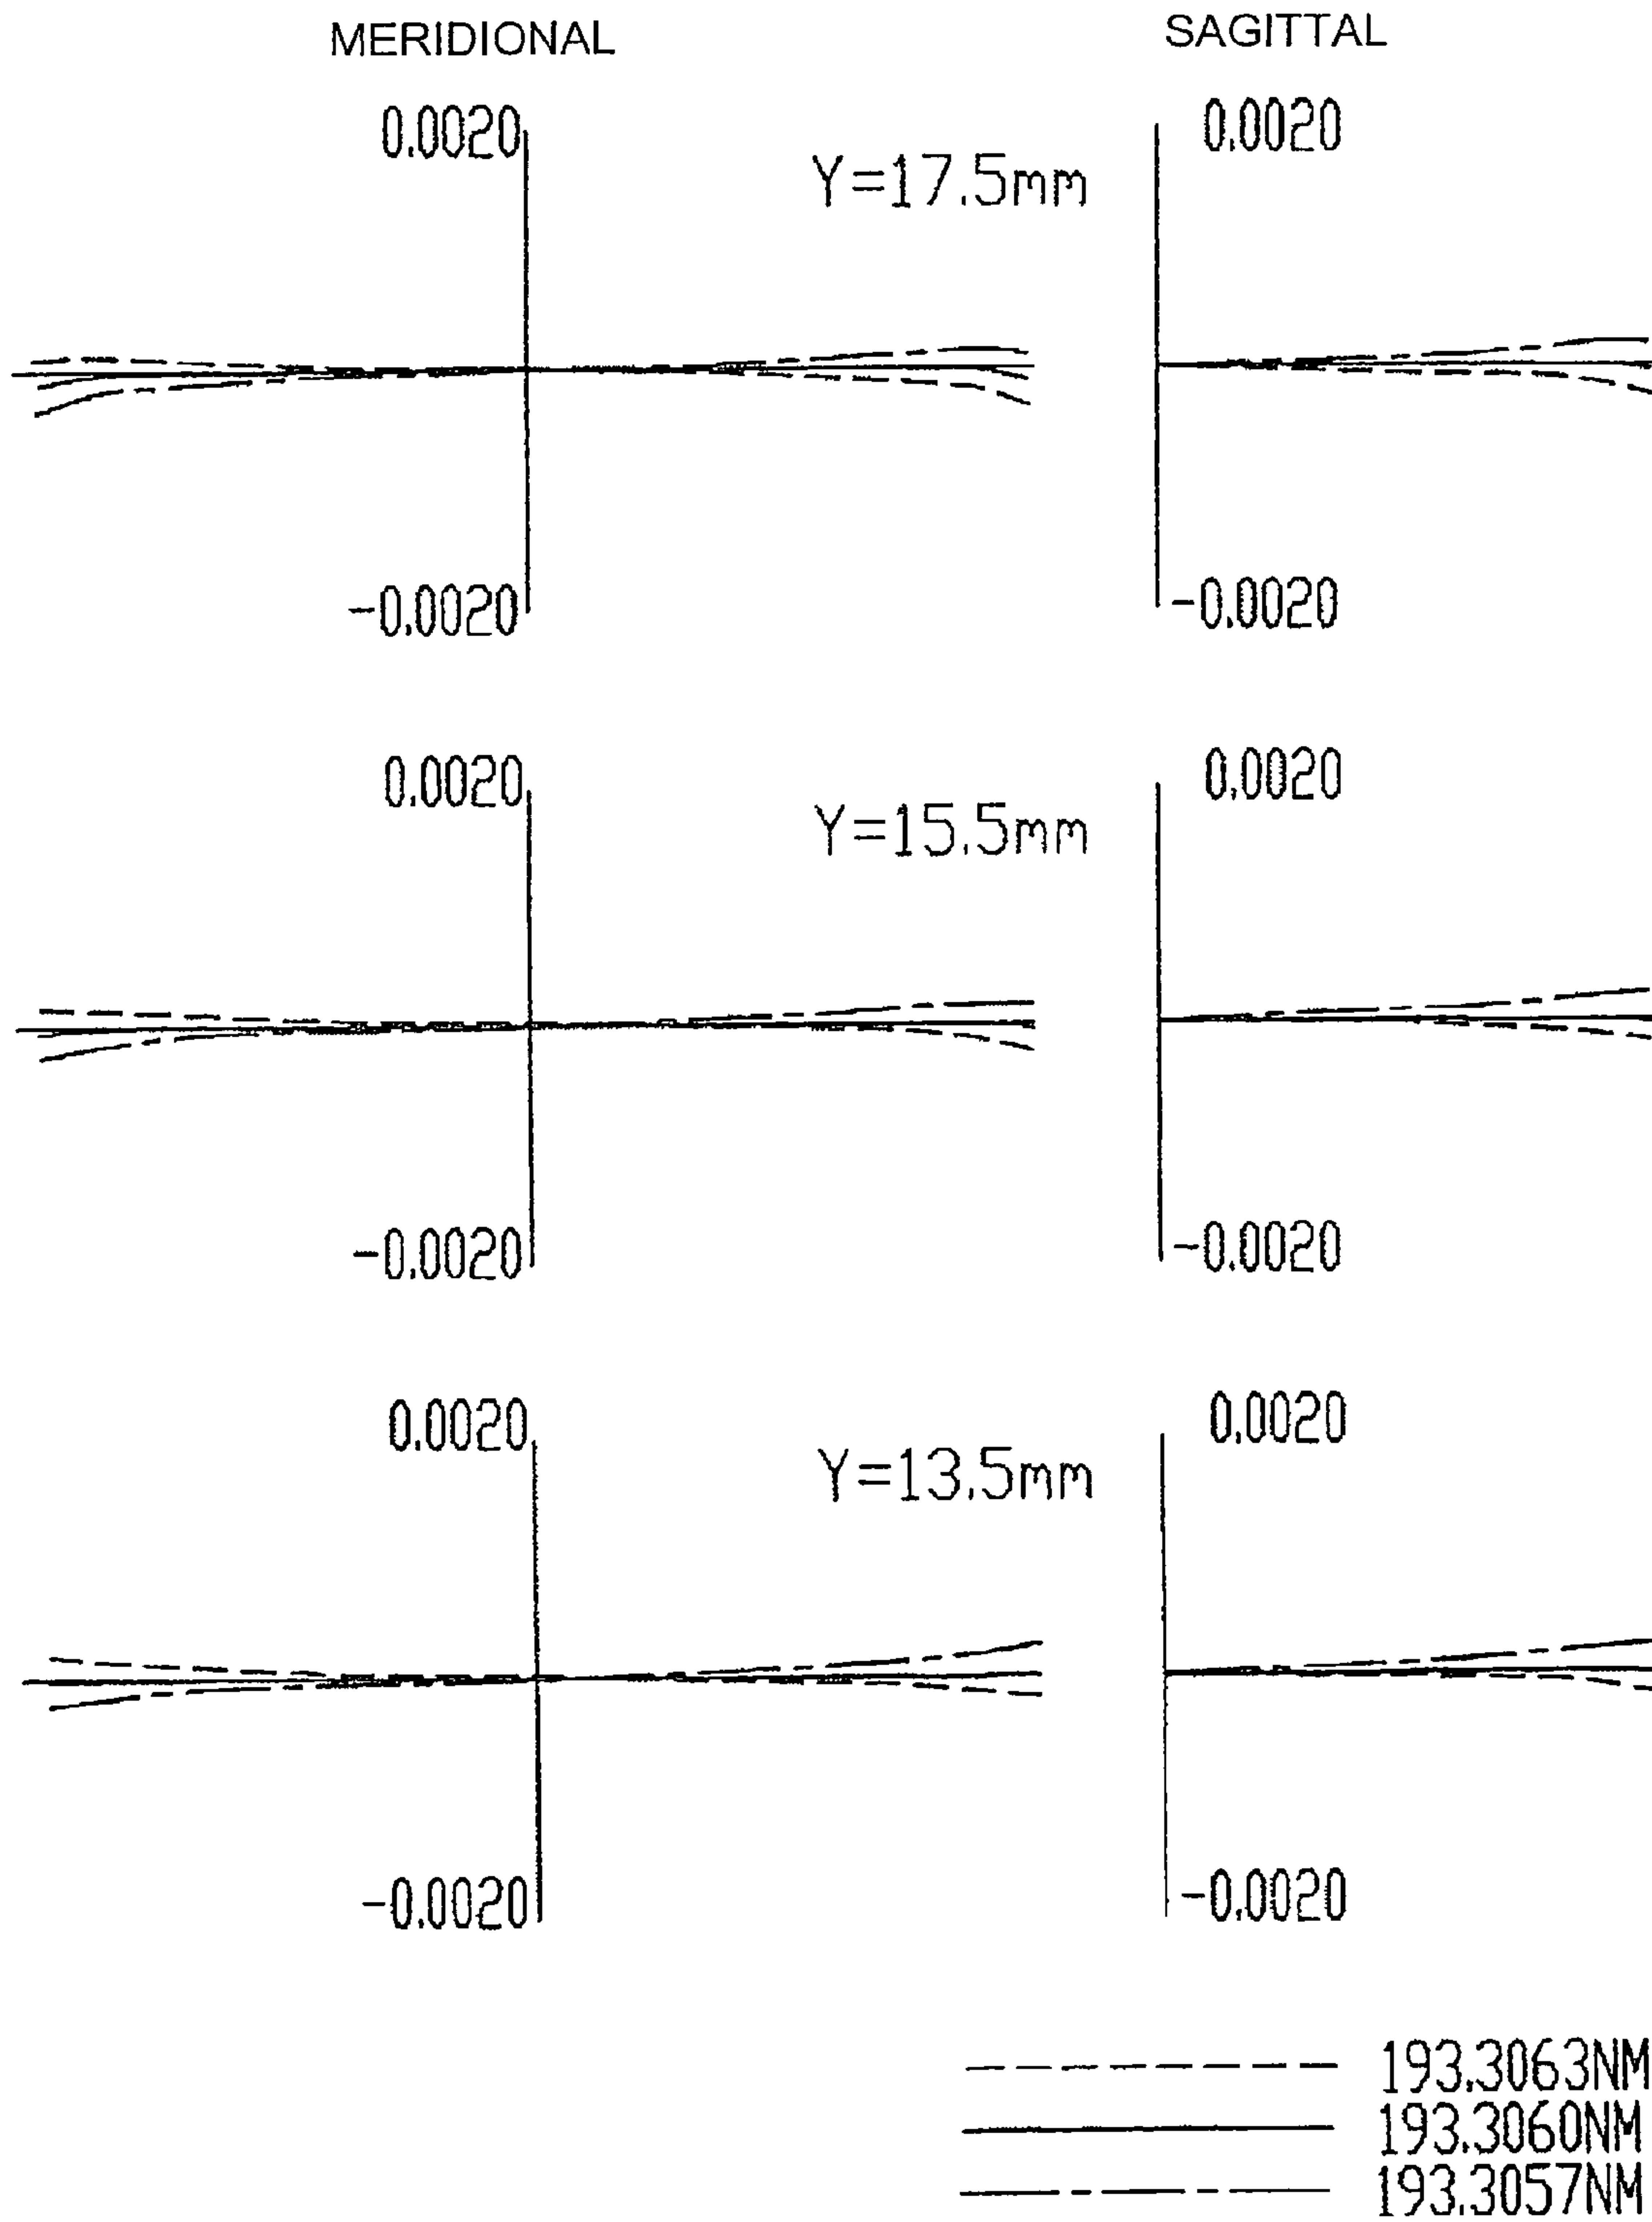 MERIDIONAL SAGITTAL
0.0020 0.0020
Y=17.5mm
-0.0020 -0.0020
0.0020 0.0020
Y=15.5mm
-0.0020 -0.0020
0.0020 0.0020
Y=13.5mm
-0.0020 -0.0020
193.3063NM
193.3060NM
193.3057NM